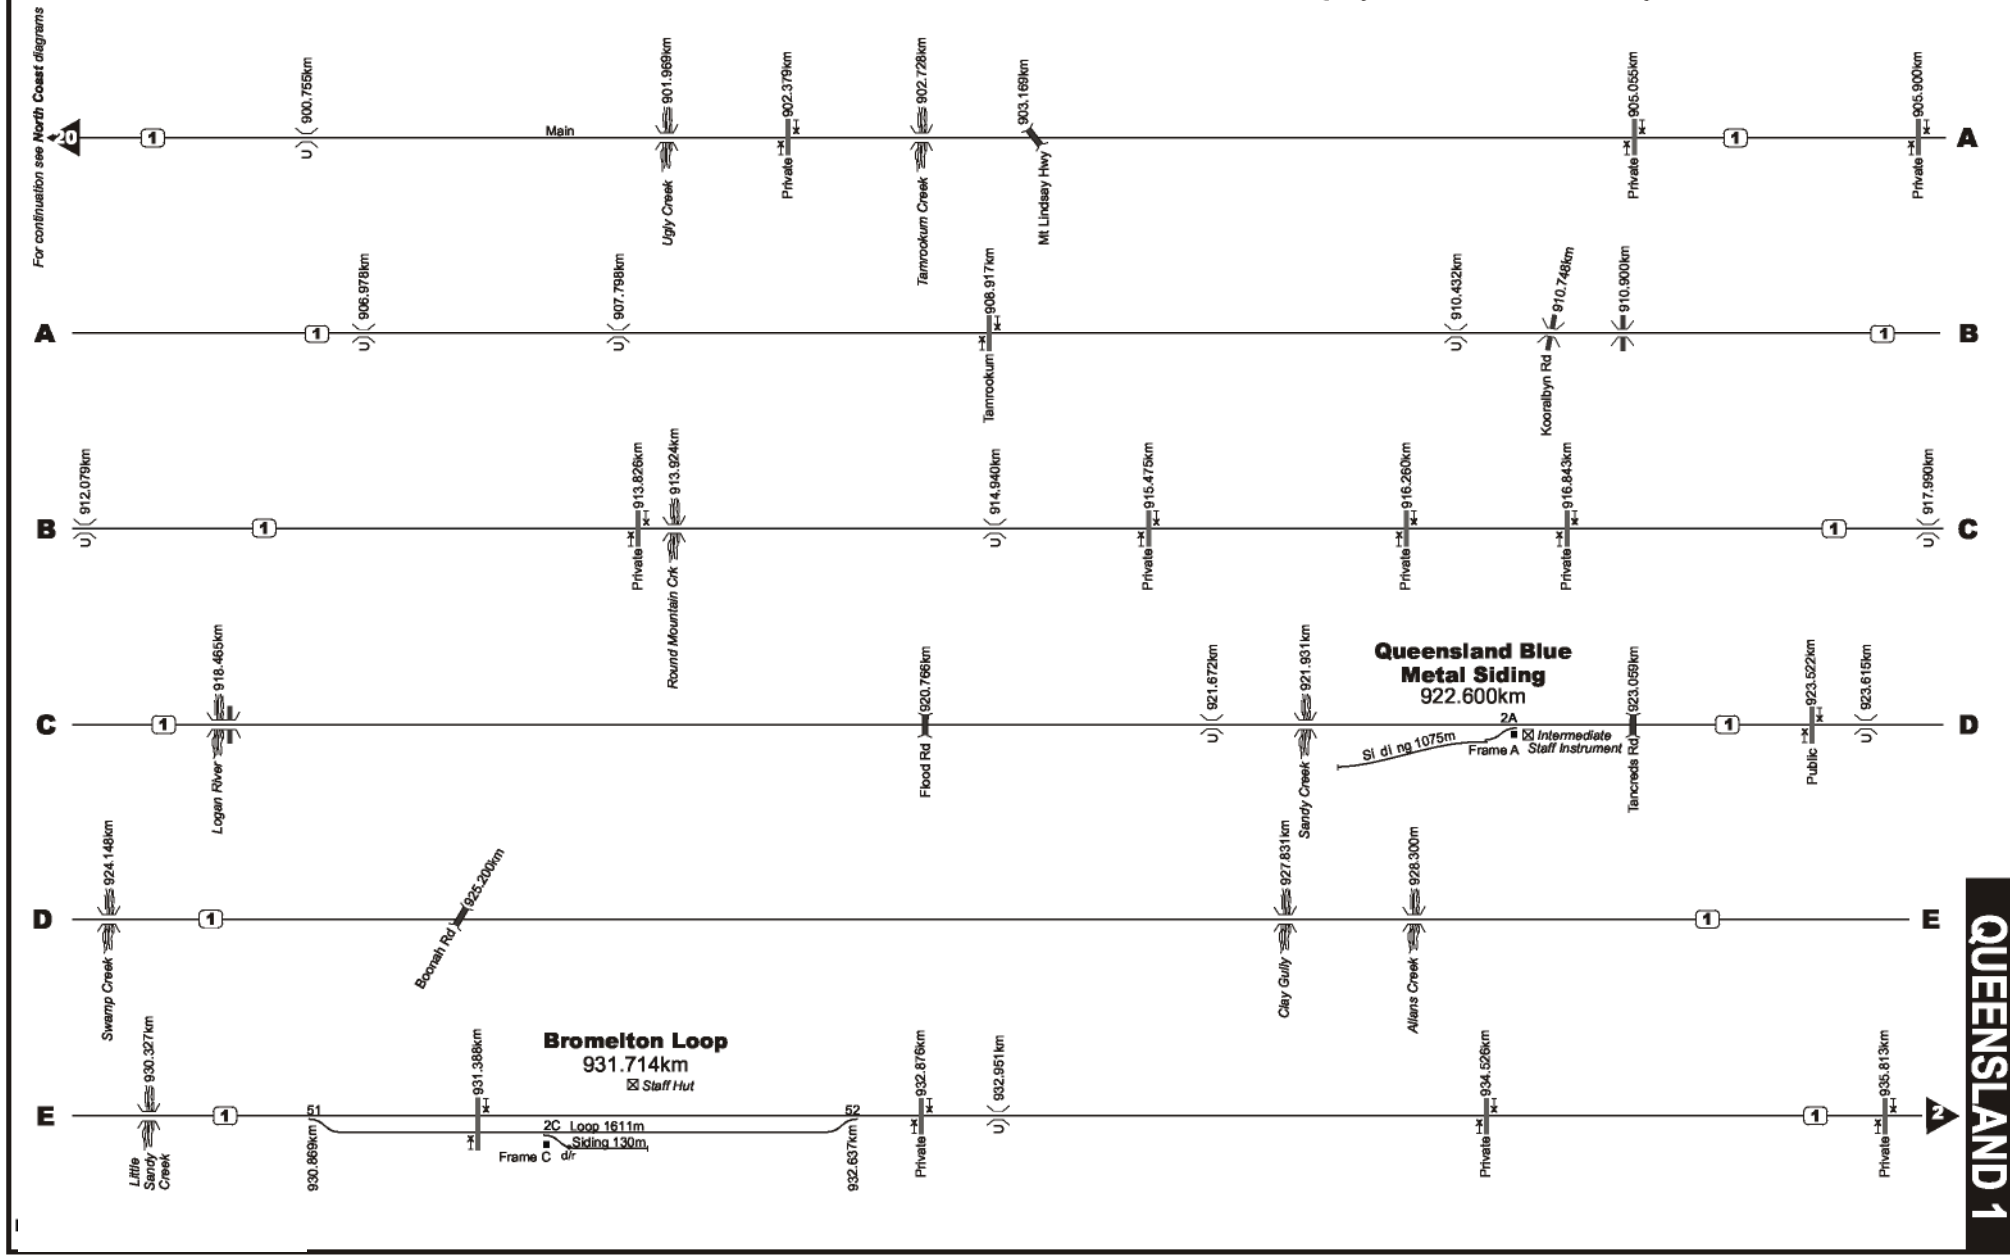 For continuation see North Coast diagrams
20
1
900.755km
U
Main
901.969km
Ugly Creek
902.379km
Private
902.728km
Tamrookum Creek
903.169km
Mt Lindsay Hwy
905.055km
Private
1
905.900km
Private
A
A
1
906.978km
U
907.798km
U
908.917km
Tamrookum
910.432km
U
910.748km
Kooralbyn Rd
910.900km
1
B
B
912.079km
U
1
913.826km
Private
913.924km
Round Mountain Crk
914.940km
U
915.475km
Private
916.260km
Private
916.843km
Private
1
917.990km
U
C
C
1
918.465km
Logan River
920.766km
Flood Rd
921.672km
U
921.931km
Sandy Creek
Queensland Blue
Metal Siding
922.600km
2A
Siding 1075m
Frame A
Intermediate
Staff Instrument
923.059km
Tancreds Rd
1
923.522km
Public
923.615km
U
D
D
924.148km
Swamp Creek
1
925.200km
Boonah Rd
927.831km
Clay Gully
928.300m
Allans Creek
1
E
E
930.327km
Little
Sandy
Creek
1
51
930.869km
931.388km
Bromelton Loop
931.714km
Staff Hut
2C Loop 1611m
Siding 130m
Frame C d/r
52
932.637km
932.876km
Private
932.951km
U
934.526km
Private
1
935.813km
Private
2
QUEENSLAND 1